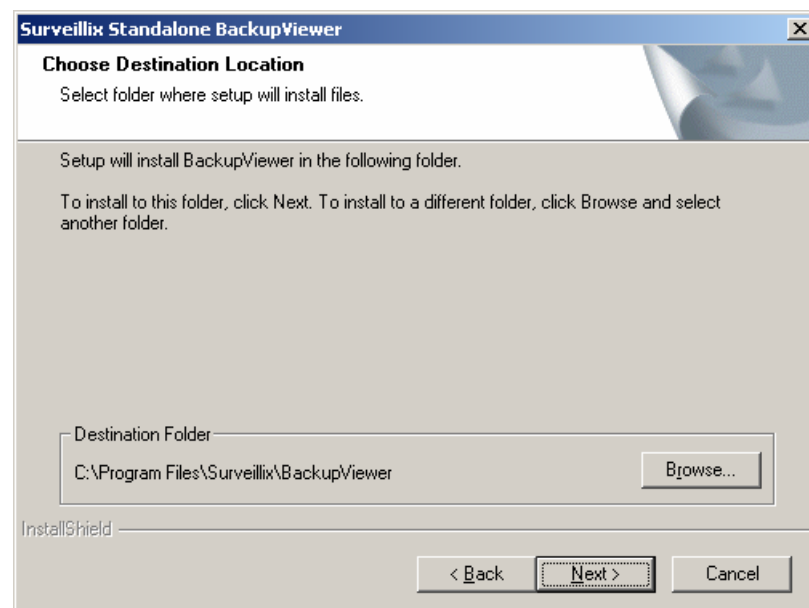 Surveillix Standalone BackupViewer
Choose Destination Location
Select folder where setup will install files.
Setup will install BackupViewer in the following folder.
To install to this folder, click Next. To install to a different folder, click Browse and select
another folder.
Destination Folder
C:\Program Files\Surveillix\BackupViewer
Browse...
InstallShield
< Back
Next >
Cancel